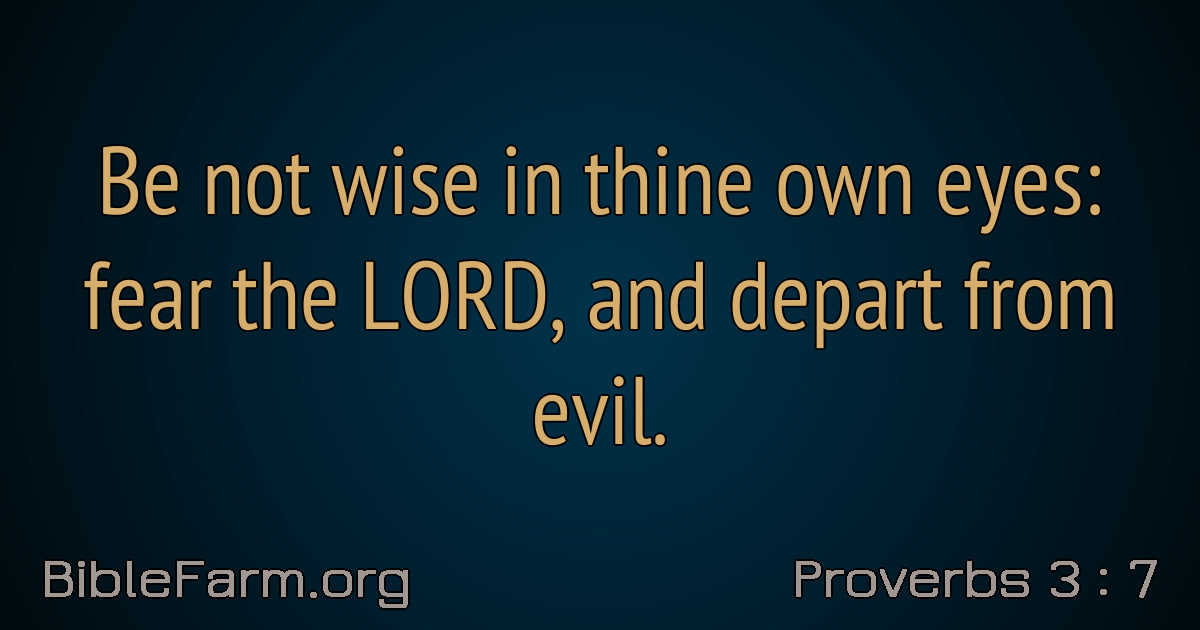 Be not wise in thine own eyes:
fear the LORD, and depart from
evil.
BibleFarm.org
Proverbs 3 : 7